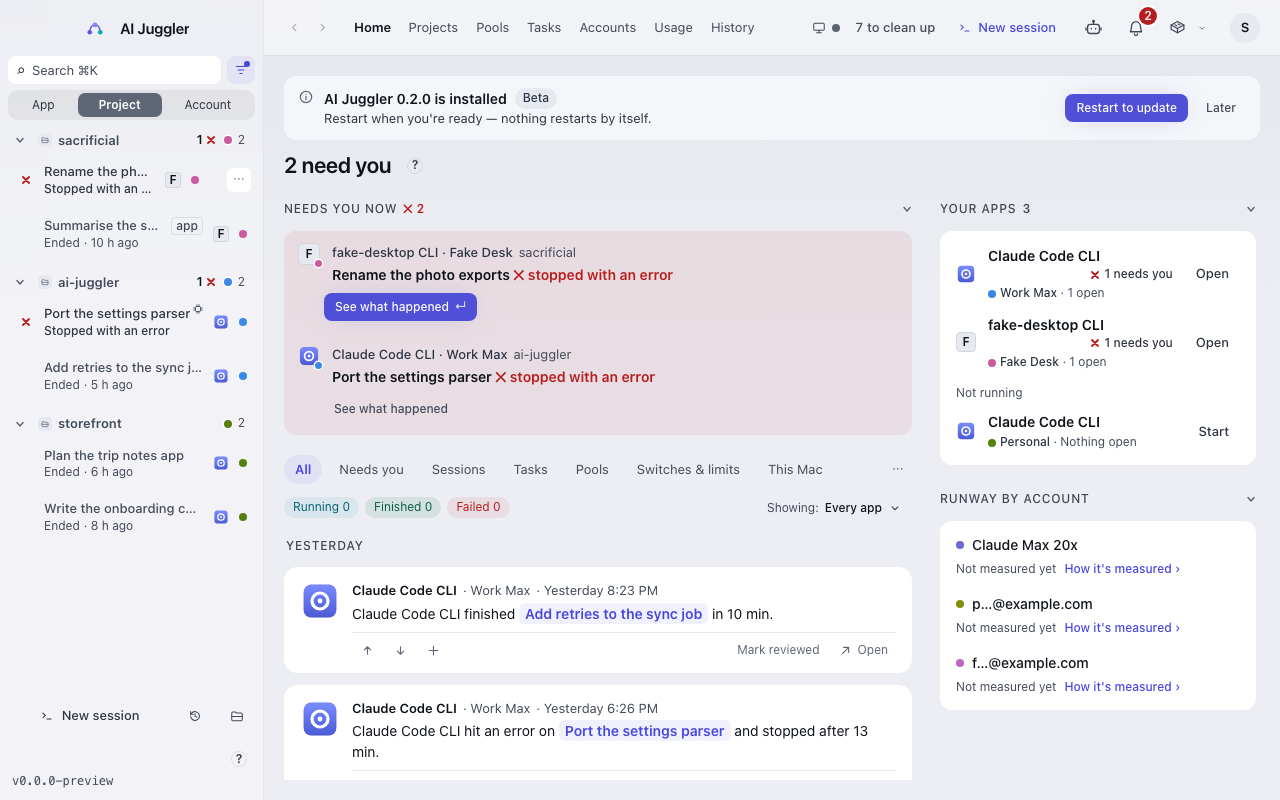 AI Juggler
Search ⌘K
App Project Account
sacrificial 1 2
Rename the ph...
Stopped with an ...
F
Summarise the s... app
Ended · 10 h ago
F
ai-juggler 1 2
Port the settings parser
Stopped with an error
Add retries to the sync j...
Ended · 5 h ago
storefront 2
Plan the trip notes app
Ended · 6 h ago
Write the onboarding c...
Ended · 8 h ago
New session
?
v0.0.0-preview
Home Projects Pools Tasks Accounts Usage History
7 to clean up
New session
2
S
AI Juggler 0.2.0 is installed Beta
Restart when you're ready — nothing restarts by itself.
Restart to update Later
2 need you ?
NEEDS YOU NOW 2
F
fake-desktop CLI · Fake Desk sacrificial
Rename the photo exports stopped with an error
See what happened ↵
Claude Code CLI · Work Max ai-juggler
Port the settings parser stopped with an error
See what happened
All Needs you Sessions Tasks Pools Switches & limits This Mac ...
Running 0 Finished 0 Failed 0 Showing: Every app
YESTERDAY
Claude Code CLI · Work Max · Yesterday 8:23 PM
Claude Code CLI finished Add retries to the sync job in 10 min.
Mark reviewed Open
Claude Code CLI · Work Max · Yesterday 6:26 PM
Claude Code CLI hit an error on Port the settings parser and stopped after 13
min.
YOUR APPS 3
Claude Code CLI
1 needs you Open
Work Max · 1 open
fake-desktop CLI
F 1 needs you Open
Fake Desk · 1 open
Not running
Claude Code CLI
Personal · Nothing open
Start
RUNWAY BY ACCOUNT
Claude Max 20x
Not measured yet How it's measured ›
p...@example.com
Not measured yet How it's measured ›
f...@example.com
Not measured yet How it's measured ›